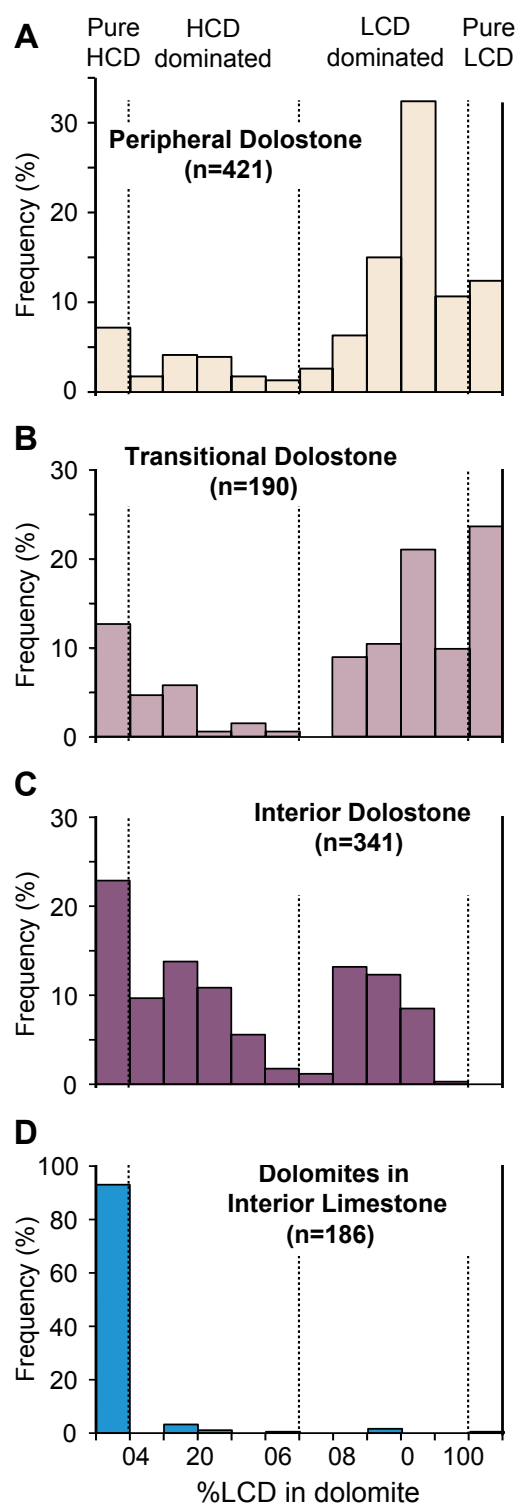 A
Pure
HCD
HCD
dominated
LCD
dominated
Pure
LCD
Peripheral Dolostone
(n=421)
Frequency (%)
30
20
10
0
B
Transitional Dolostone
(n=190)
Frequency (%)
30
20
10
0
C
Interior Dolostone
(n=341)
Frequency (%)
30
20
10
0
D
Dolomites in
Interior Limestone
(n=186)
Frequency (%)
100
80
60
40
20
0
04 20 06 08 0 100
%LCD in dolomite